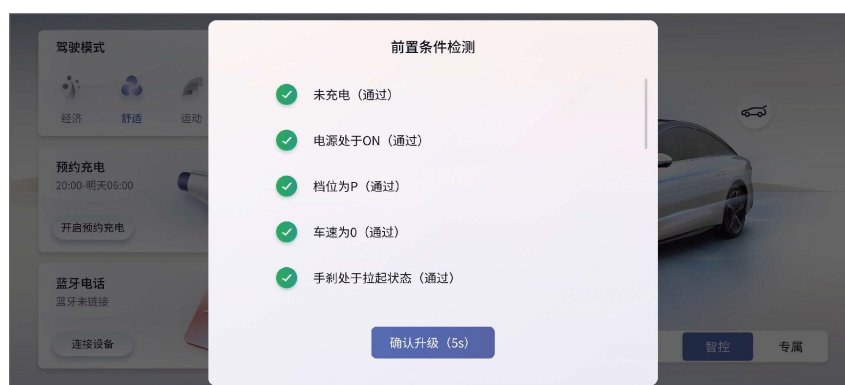 驾驶模式
经济 舒适 运动
预约充电
20:00-明天06:00
开启预约充电
蓝牙电话
蓝牙未链接
连接设备
前置条件检测
未充电（通过）
电源处于ON（通过）
档位为P（通过）
车速为0（通过）
手刹处于拉起状态（通过）
确认升级（5s）
智控 专属